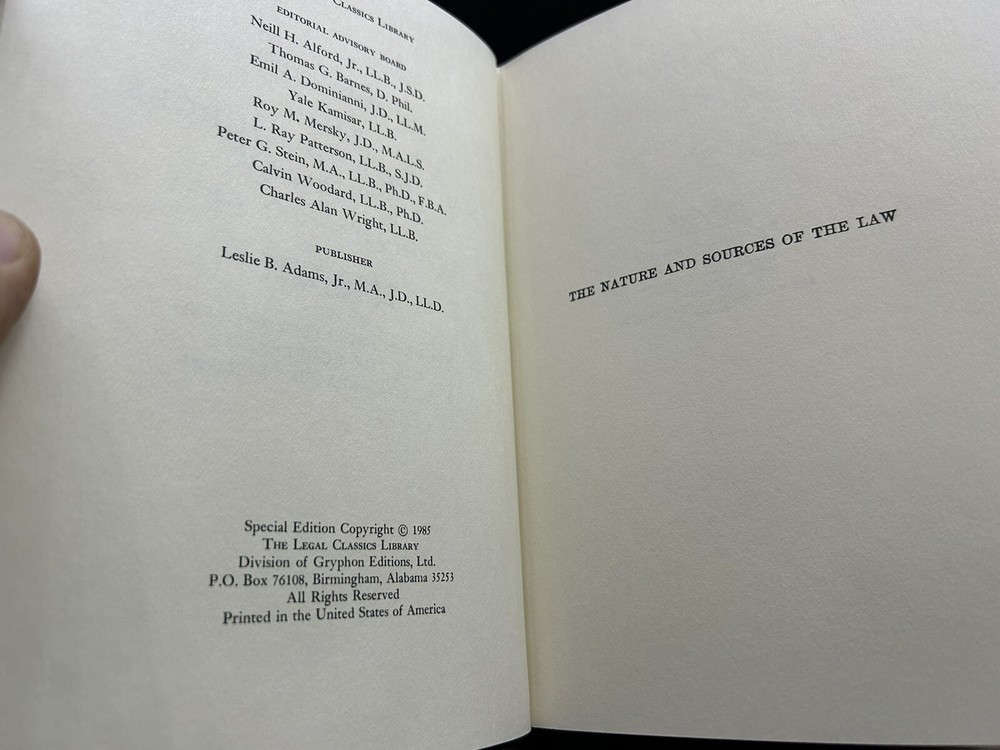 Classics Library
EDITORIAL ADVISORY BOARD
Neill H. Alford, Jr., LL.B., J.S.D.
Thomas G. Barnes, D. Phil.
Emil A. Dominianni, J.D., LL.M.
Yale Kamisar, LL.B.
Roy M. Mersky, J.D., M.A.L.S.
L. Ray Patterson, LL.B., S.J.D.
Peter G. Stein, M.A., LL.B., Ph.D., F.B.A.
Calvin Woodard, LL.B., Ph.D.
Charles Alan Wright, LL.B.
PUBLISHER
Leslie B. Adams, Jr., M.A., J.D., LL.D.
Special Edition Copyright © 1985
The Legal Classics Library
Division of Gryphon Editions, Ltd.
P.O. Box 76108, Birmingham, Alabama 35253
All Rights Reserved
Printed in the United States of America
THE NATURE AND SOURCES OF THE LAW